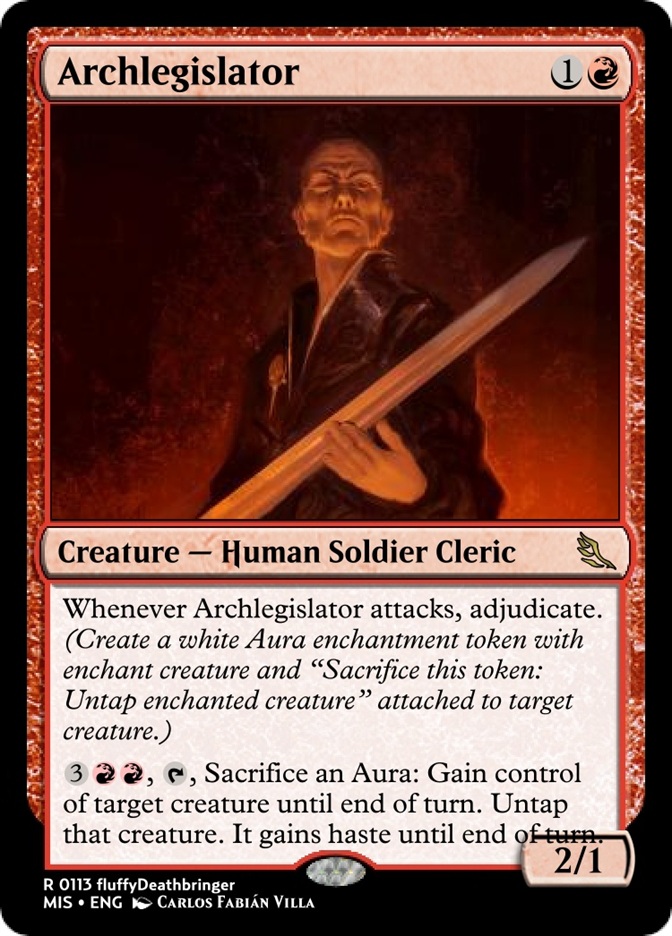 Archlegislator 1
Creature — Human Soldier Cleric
Whenever Archlegislator attacks, adjudicate.
(Create a white Aura enchantment token with
enchant creature and “Sacrifice this token:
Untap enchanted creature” attached to target
creature.)
3 , , Sacrifice an Aura: Gain control
of target creature until end of turn. Untap
that creature. It gains haste until end of turn.
2/1
R 0113 fluffyDeathbringer
MIS • ENG Carlos Fabián Villa